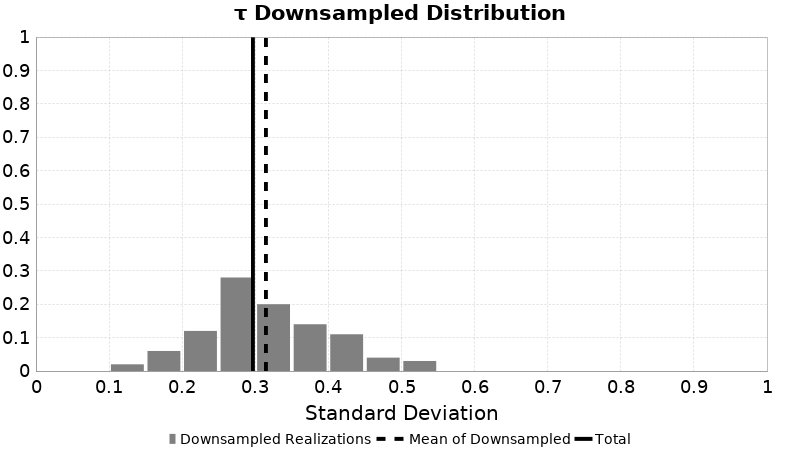 τ Downsampled Distribution
1
0.9
0.8
0.7
0.6
0.5
0.4
0.3
0.2
0.1
0
0 0.1 0.2 0.3 0.4 0.5 0.6 0.7 0.8 0.9 1
Standard Deviation
Downsampled Realizations Mean of Downsampled Total